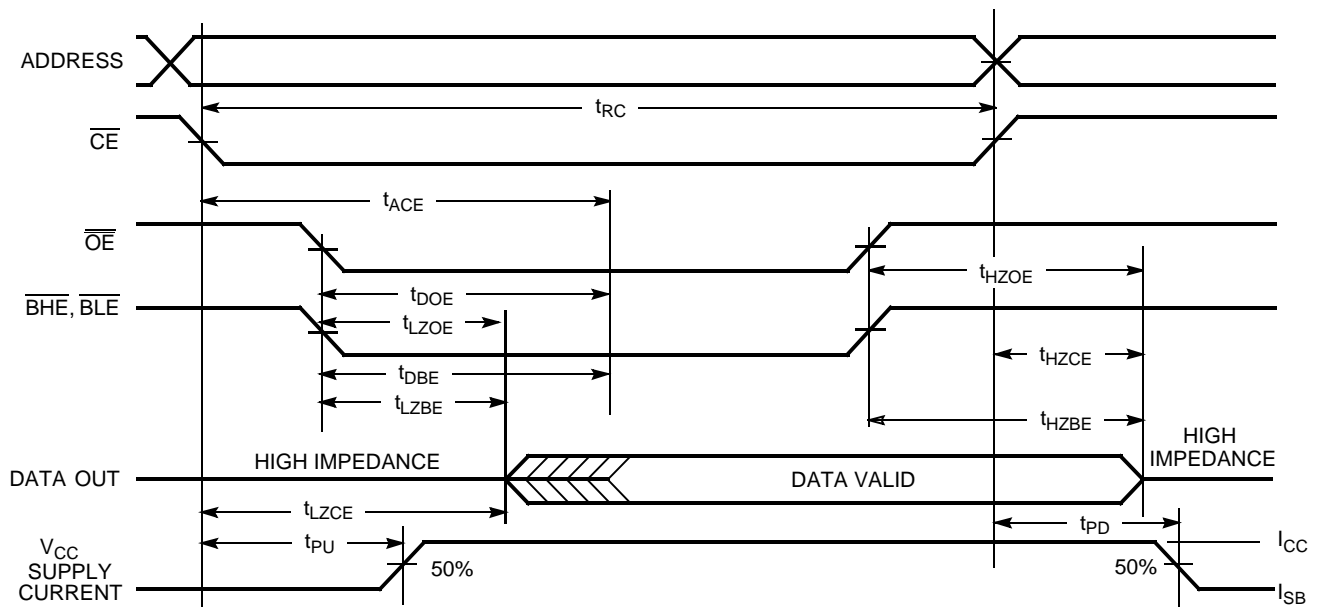 ADDRESS
tRC
CE
tACE
OE
tHZOE
tDOE
BHE, BLE
tLZOE
tHZCE
tDBE
tLZBE
tHZBE
HIGH
IMPEDANCE
HIGH IMPEDANCE
DATA OUT
DATA VALID
tLZCE
tPD
tPU
VCC
SUPPLY
CURRENT
50%
50%
ICC
ISB